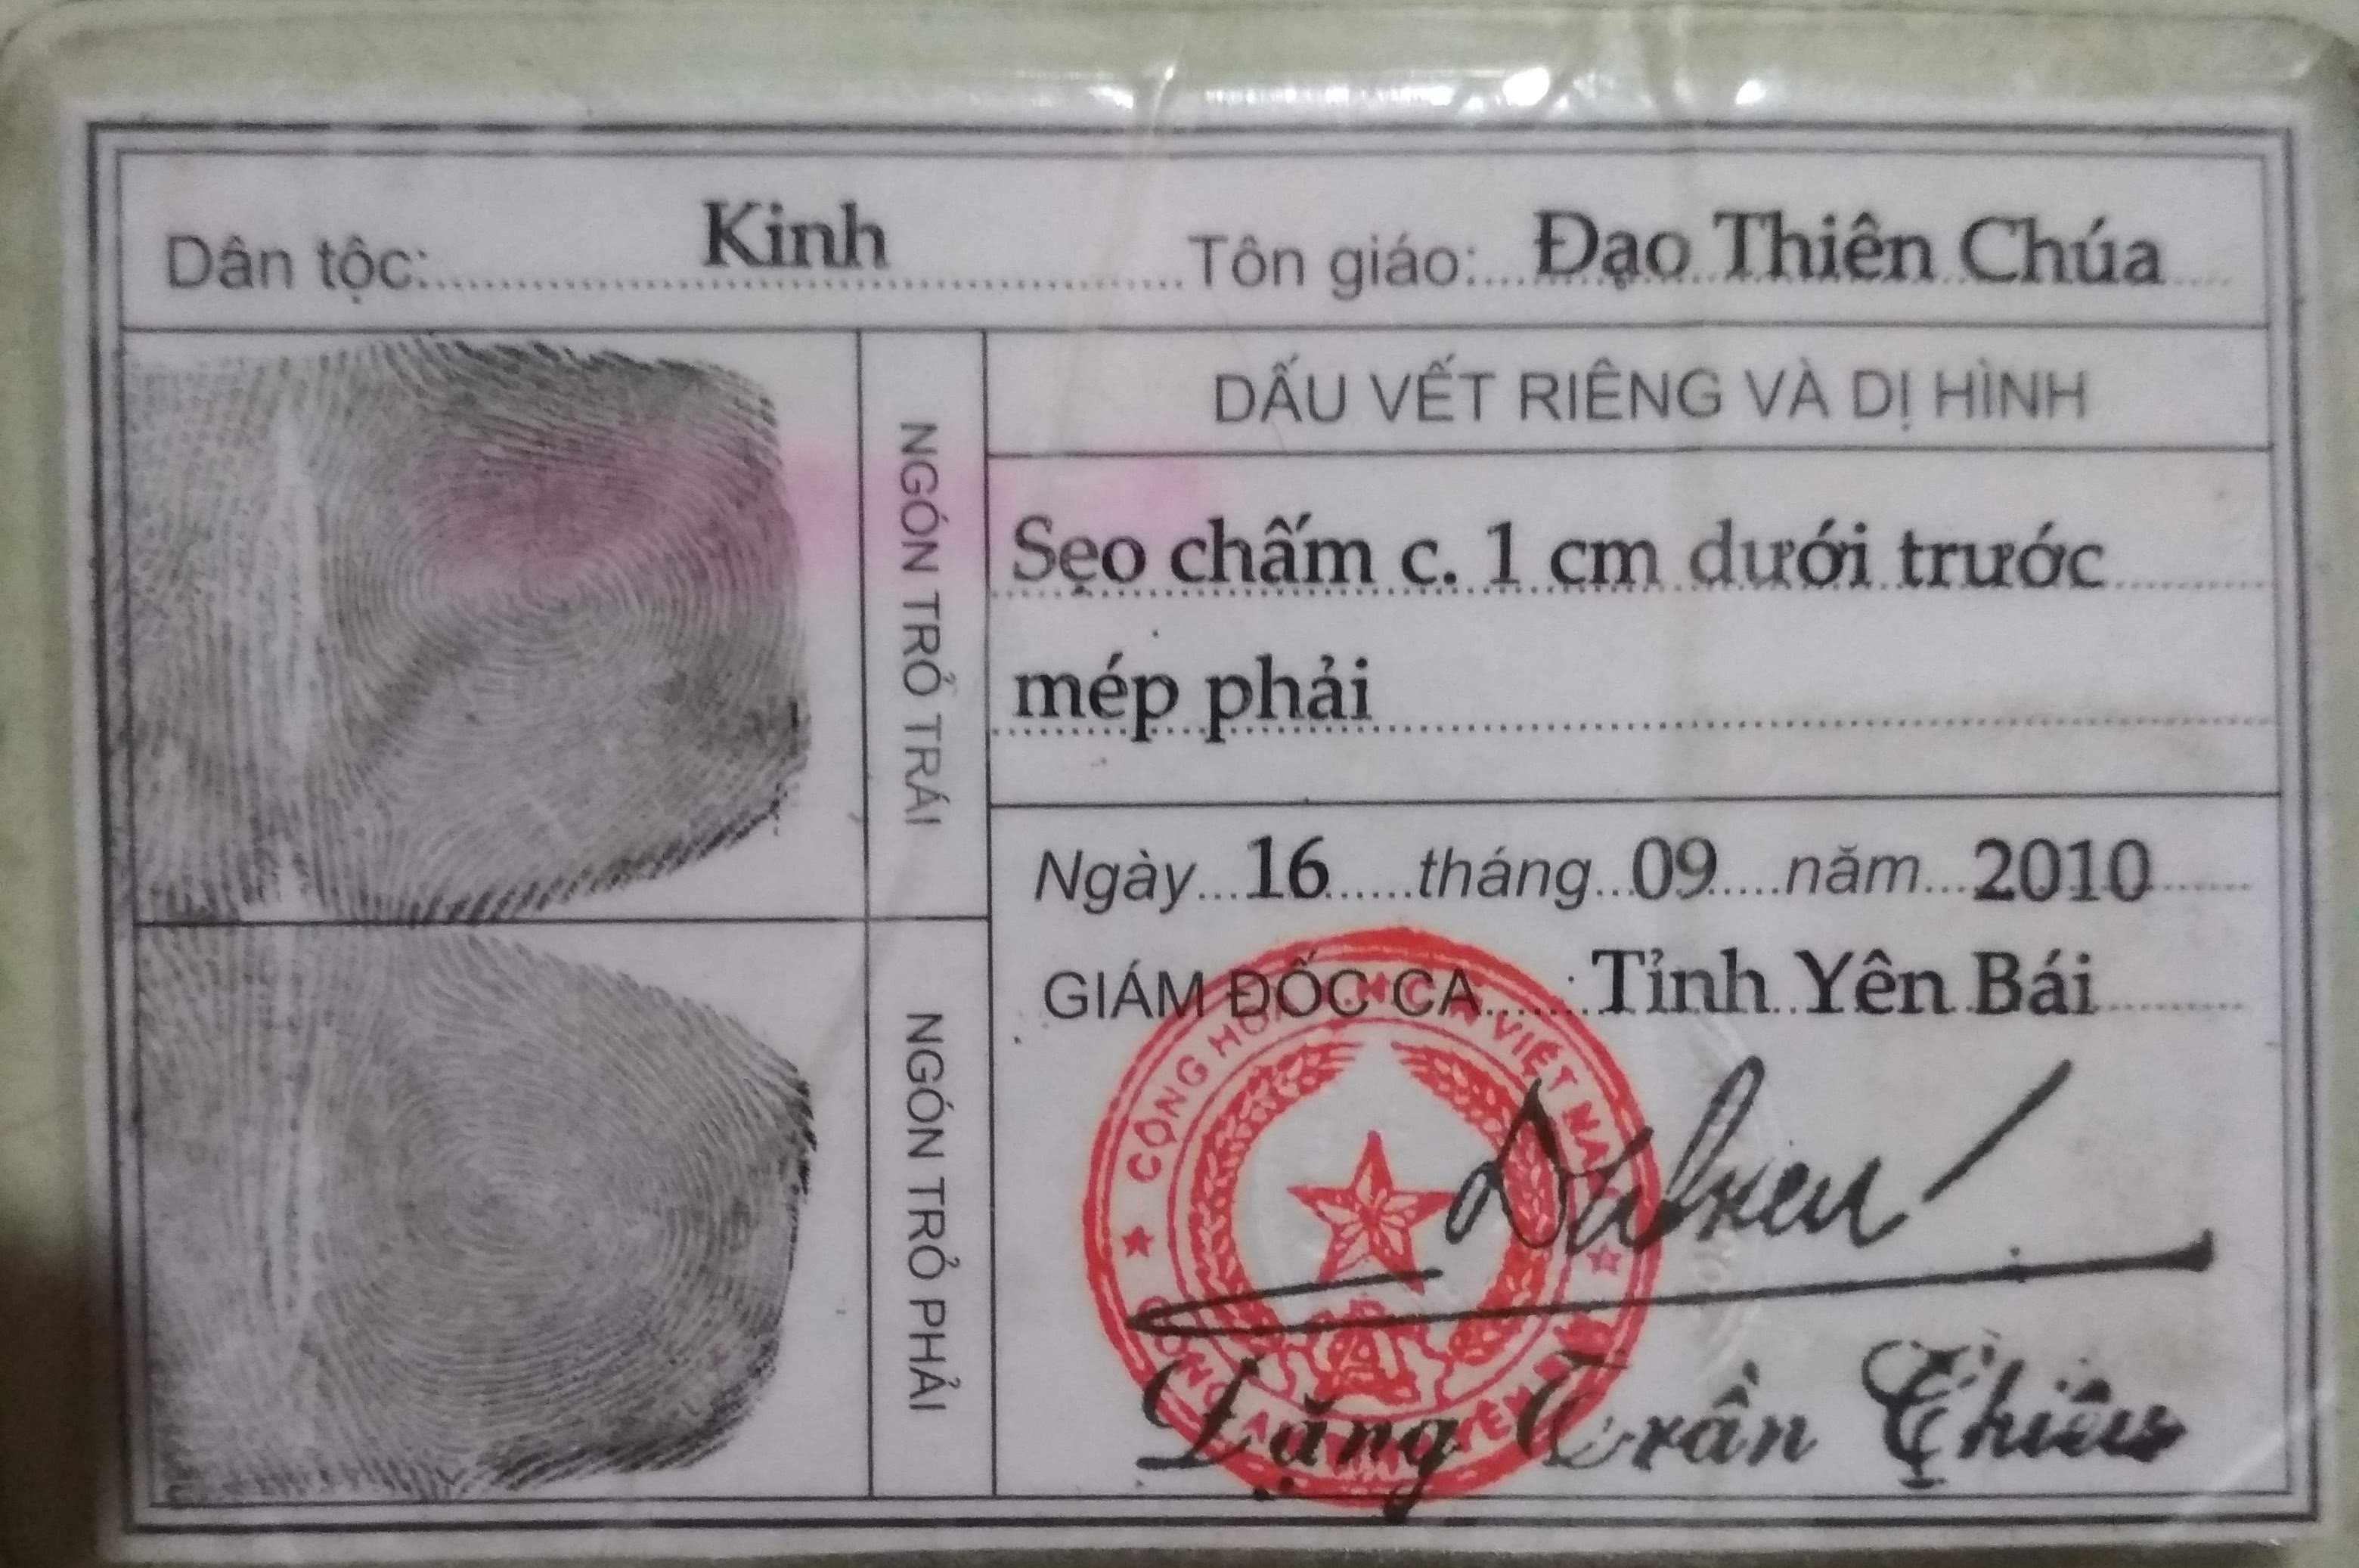 Dân tộc: Kinh Tôn giáo: Đạo Thiên Chúa
NGÓN TRỎ TRÁI
DẤU VẾT RIÊNG VÀ DỊ HÌNH
Sẹo chấm c. 1 cm dưới trước
mép phải
Ngày 16 tháng 09 năm 2010
NGÓN TRỎ PHẢI
GIÁM ĐỐC CA Tỉnh Yên Bái
CỘNG HÒA VIỆT NAM
Đặng Trần Chiêu